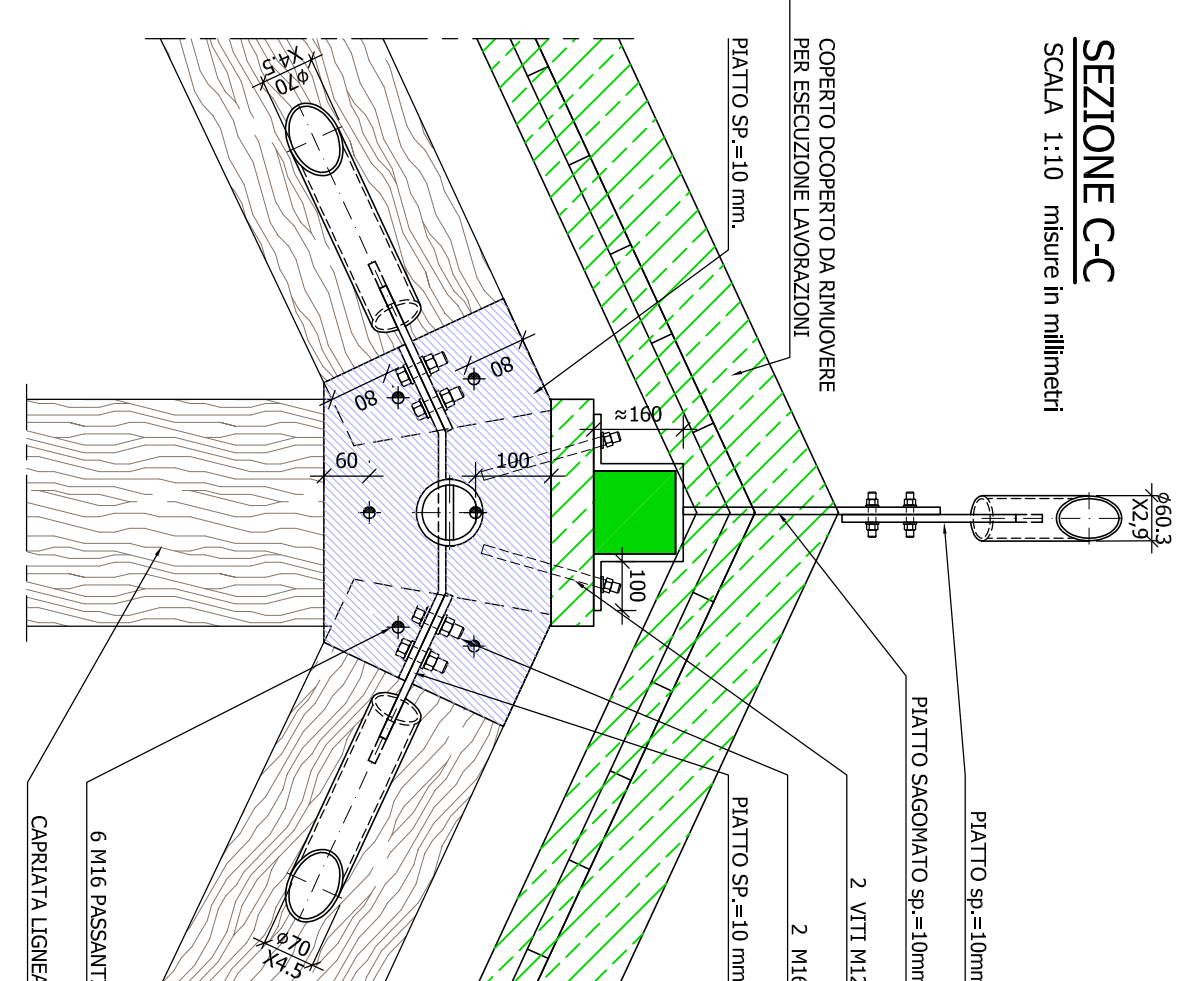 SEZIONE C-C
SCALA 1:10 misure in millimetri
COPERTO DCOPERTO DA RIMUOVERE
PER ESECUZIONE LAVORAZIONI
PIATTO SP.=10 mm.
φ70
X4.5
80
80
60
100
≈160
100
φ60.3
X2,9
PIATTO sp.=10mm
PIATTO SAGOMATO sp.=10mm
2 VITI M12
2 M16
PIATTO SP.=10 mm
6 M16 PASSANT
CAPRIATA LIGNEA
φ70
X4.5